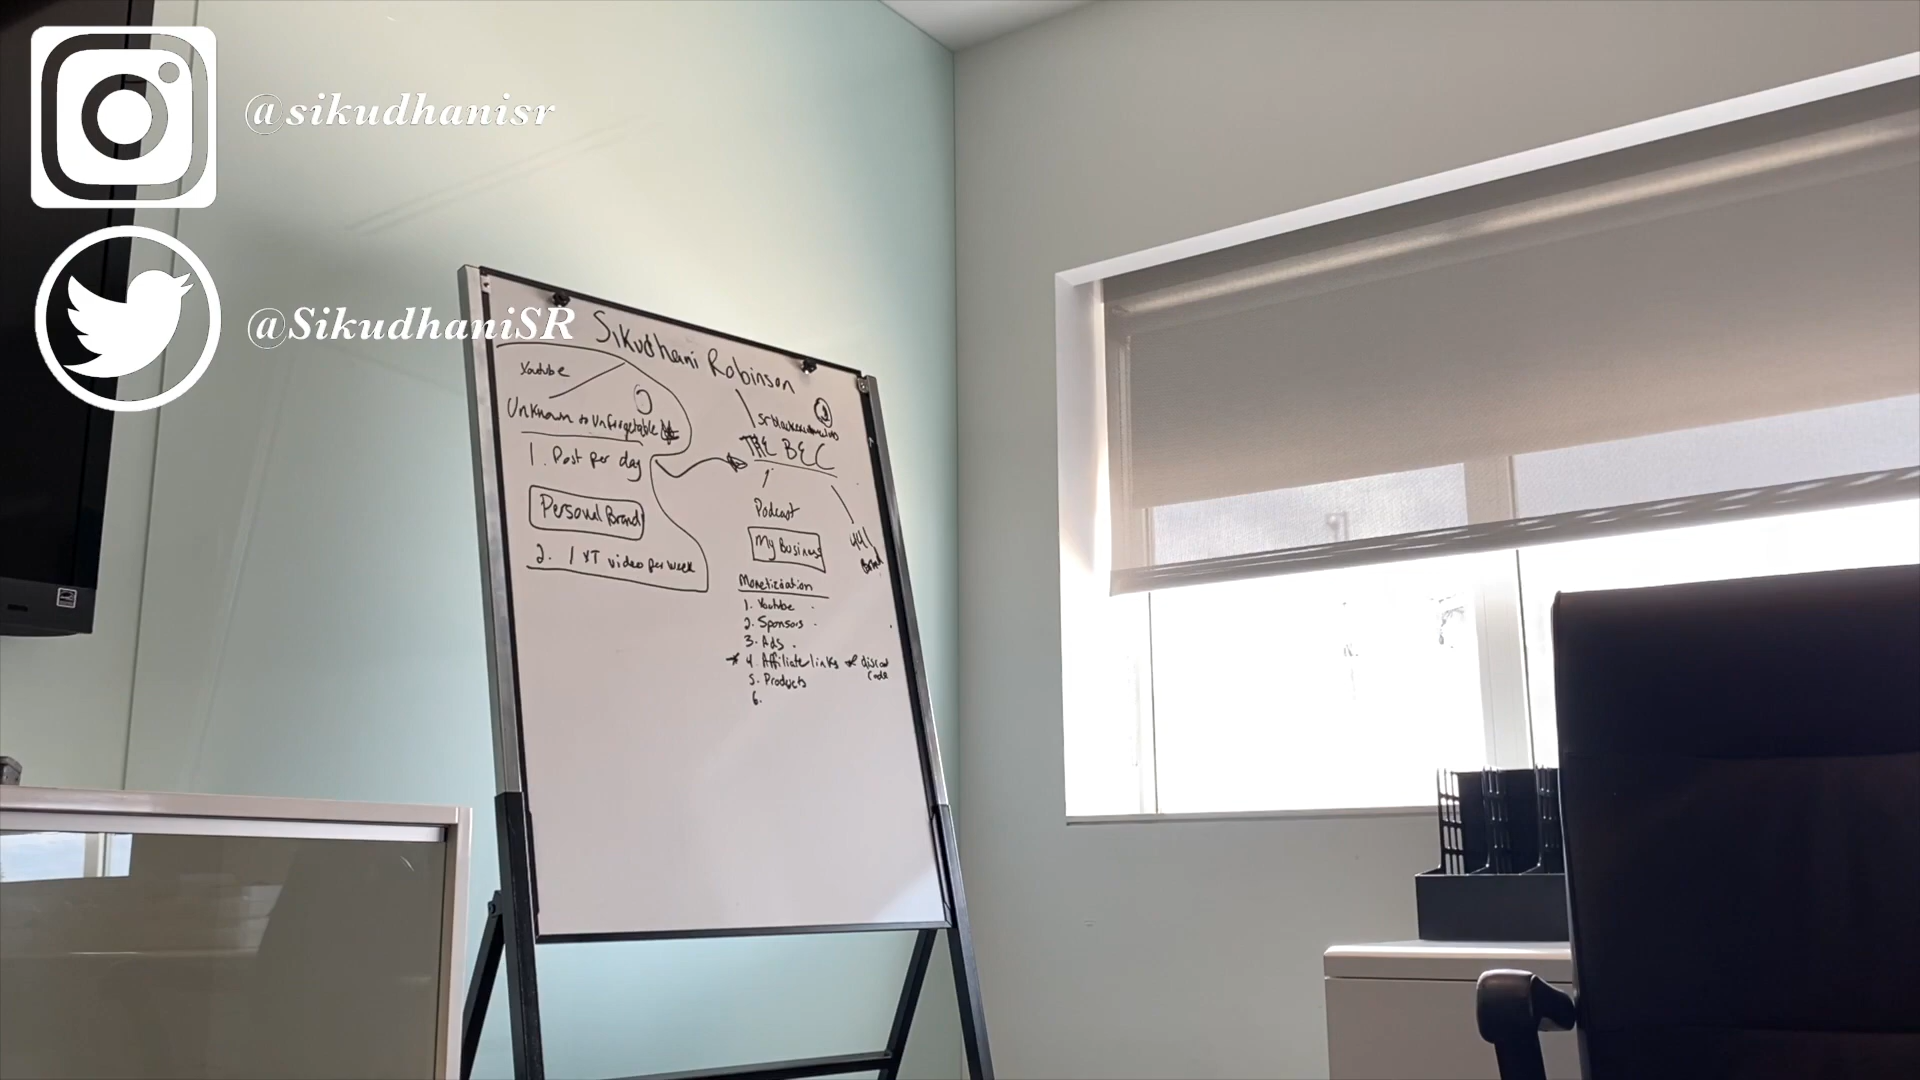 @sikudhanisr
@SikudhaniSR
Sikudhani Robinson
Youtube
Unknown to Unforgetable
1. Post per day
Personal Brand
2. 1 YT video per week
THE BEC
Podcast
My Business
441
Monetization
1. Youtube
2. Sponsors
3. Ads
4. Affiliate links
code
5. Products
6.